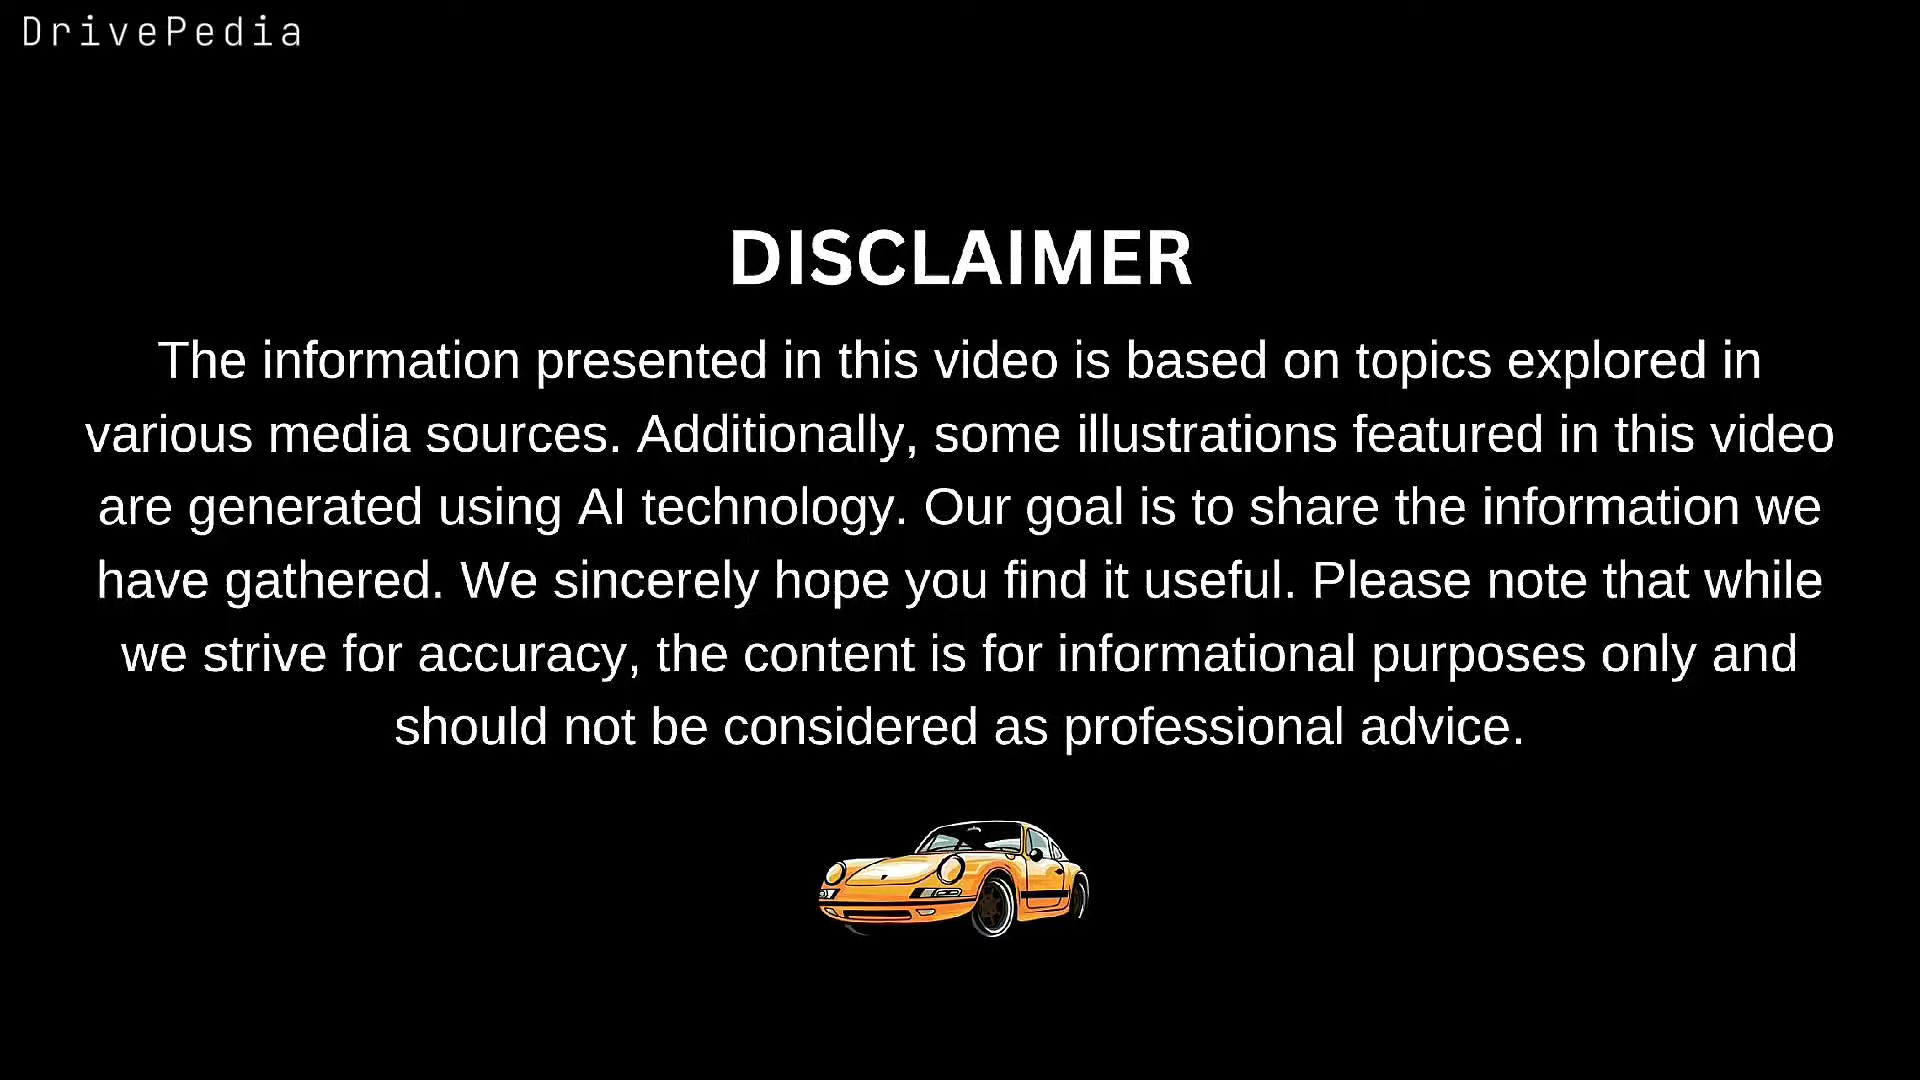 DrivePedia
DISCLAIMER
The information presented in this video is based on topics explored in
various media sources. Additionally, some illustrations featured in this video
are generated using AI technology. Our goal is to share the information we
have gathered. We sincerely hope you find it useful. Please note that while
we strive for accuracy, the content is for informational purposes only and
should not be considered as professional advice.